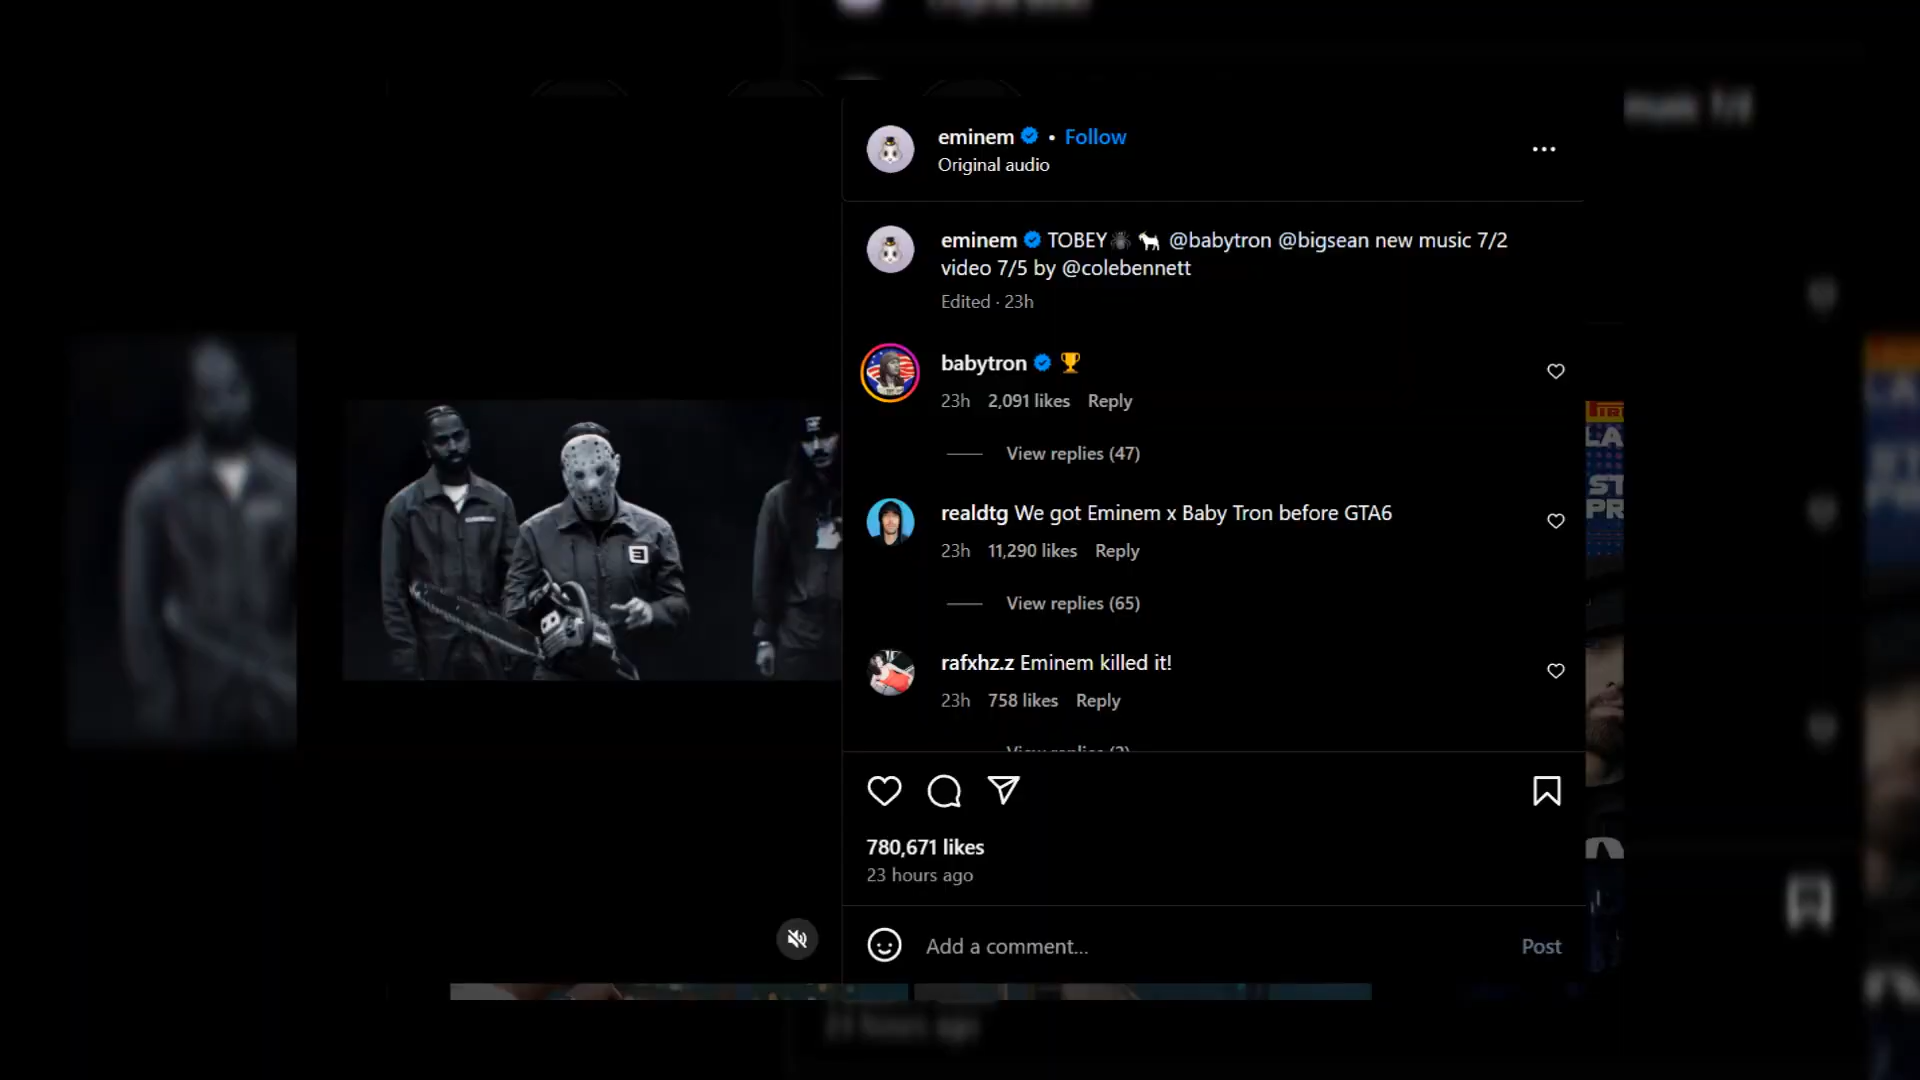 eminem • Follow
Original audio
eminem TOBEY🕷️🐐 @babytron @bigsean new music 7/2
video 7/5 by @colebennett
Edited · 23h
babytron 🏆
23h 2,091 likes Reply
View replies (47)
realdtg We got Eminem x Baby Tron before GTA6
23h 11,290 likes Reply
View replies (65)
rafxhz.z Eminem killed it!
23h 758 likes Reply
780,671 likes
23 hours ago
Add a comment...
Post
LA
ST
PR